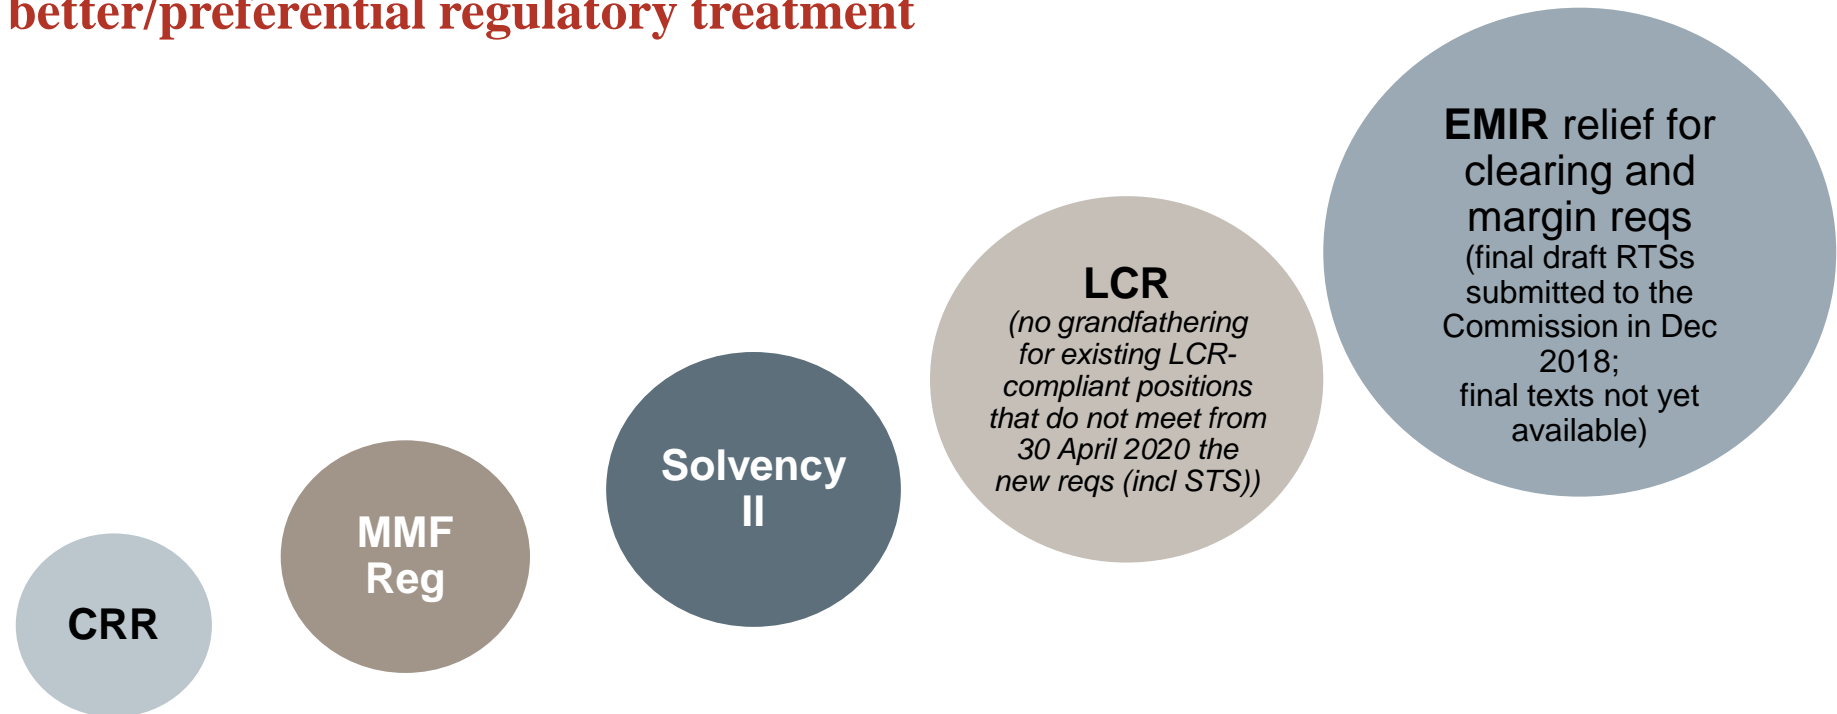 better/preferential regulatory treatment
CRR
MMF
Reg
Solvency
II
LCR
(no grandfathering
for existing LCR-
compliant positions
that do not meet from
30 April 2020 the
new reqs (incl STS))
EMIR relief for
clearing and
margin reqs
(final draft RTSs
submitted to the
Commission in Dec
2018;
final texts not yet
available)